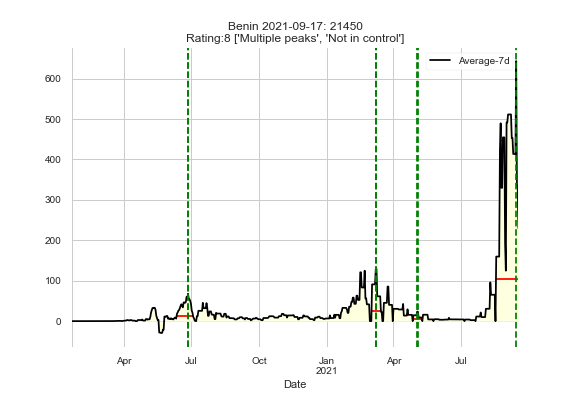 Benin 2021-09-17: 21450
Rating:8 ['Multiple peaks', 'Not in control']
Average-7d
600
500
400
300
200
100
0
Apr Jul Oct Jan Apr Jul
2021
Date